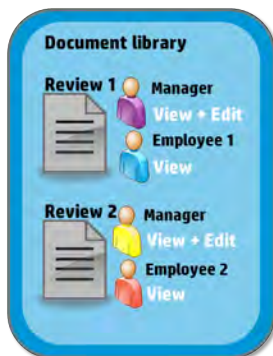 Document library
Review 1
Manager
View + Edit
Employee 1
View
Review 2
Manager
View + Edit
Employee 2
View